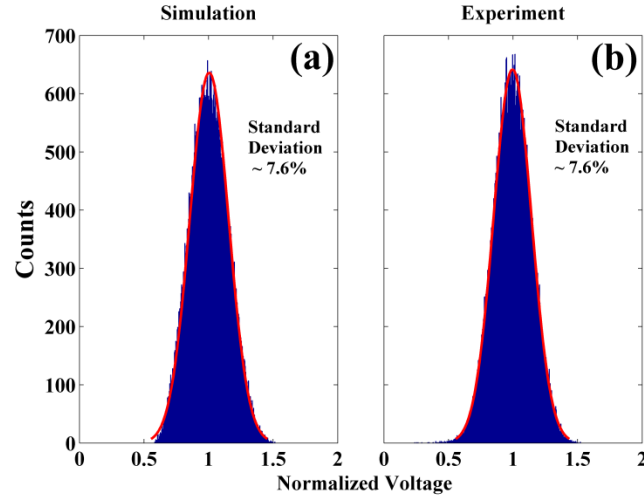 Simulation
Experiment
700
600
500
400
300
200
100
0
Counts
(a)
Standard
Deviation
~ 7.6%
(b)
Standard
Deviation
~ 7.6%
0 0.5 1 1.5 2
0 0.5 1 1.5 2
Normalized Voltage